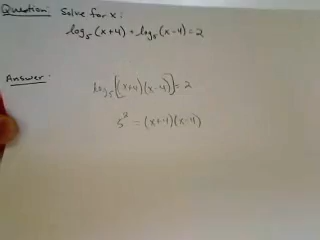 Question: Solve for x:
log₅(x+4) + log₅(x-4) = 2
Answer:
log₅[(x+4)(x-4)] = 2
5² = (x+4)(x-4)